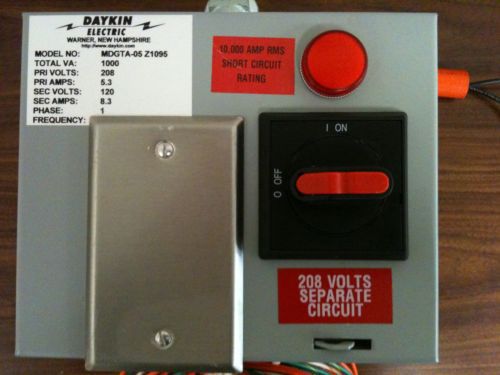 DAYKIN
ELECTRIC
WARNER, NEW HAMPSHIRE
http://www.daykin.com
MODEL NO: MDGTA-05 Z1095
TOTAL VA: 1000
PRI VOLTS: 208
PRI AMPS: 5.3
SEC VOLTS: 120
SEC AMPS: 8.3
PHASE: 1
FREQUENCY:
10,000 AMP RMS
SHORT CIRCUIT
RATING
I ON
O OFF
208 VOLTS
SEPARATE
CIRCUIT